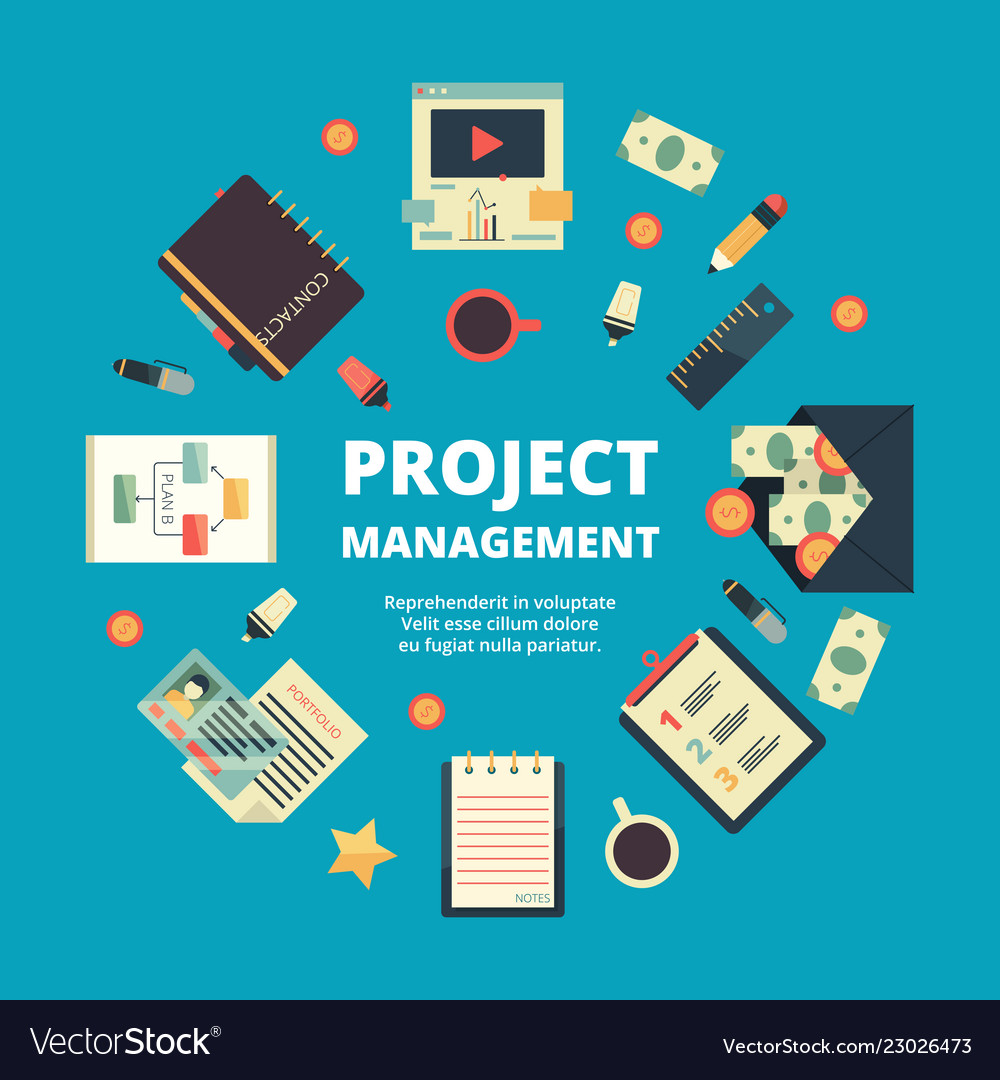 CONTACTS
PLAN B
PROJECT
MANAGEMENT
Reprehenderit in voluptate
Velit esse cillum dolore
eu fugiat nulla pariatur.
PORTFOLIO
1
2
3
NOTES
$
$
$
$
$
$
$
$
VectorStock®
VectorStock.com/23026473